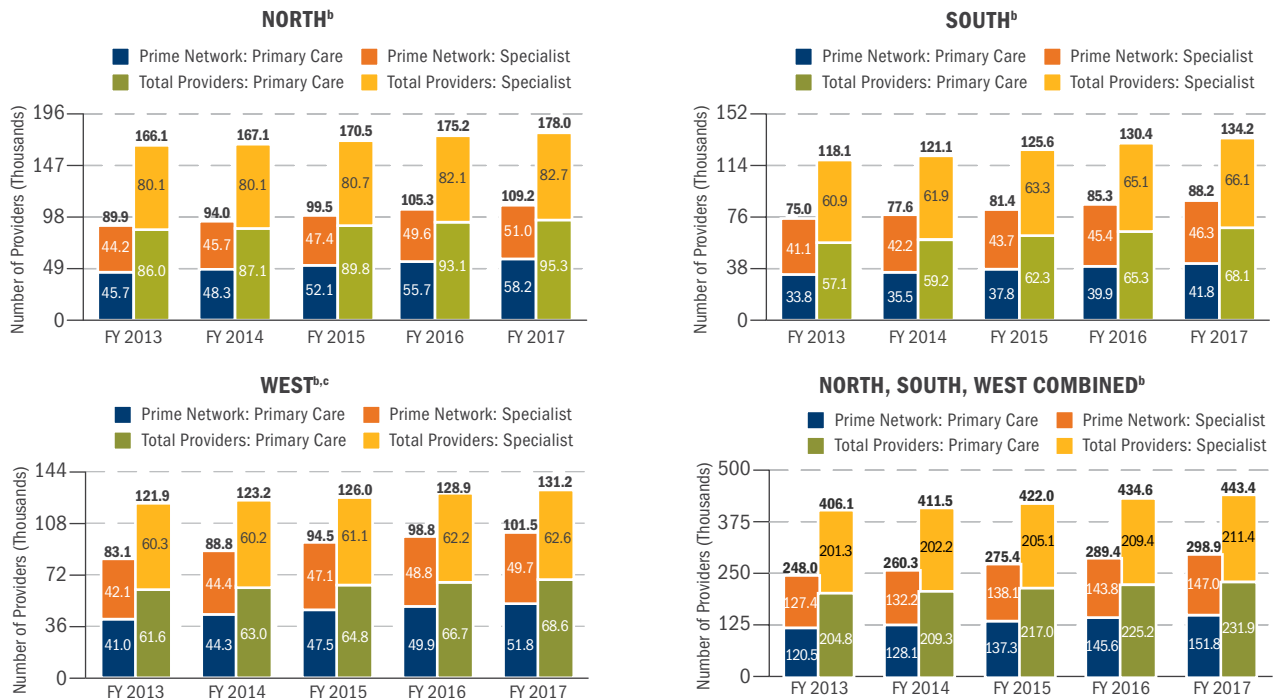 NORTHb
Prime Network: Primary Care Prime Network: Specialist
Total Providers: Primary Care Total Providers: Specialist
Number of Providers (Thousands)
196
147
98
49
0
89.9 166.1 94.0 167.1 99.5 170.5 105.3 175.2 109.2 178.0
44.2 80.1 45.7 80.1 47.4 80.7 49.6 82.1 51.0 82.7
45.7 86.0 48.3 87.1 52.1 89.8 55.7 93.1 58.2 95.3
FY 2013 FY 2014 FY 2015 FY 2016 FY 2017
SOUTHb
Prime Network: Primary Care Prime Network: Specialist
Total Providers: Primary Care Total Providers: Specialist
Number of Providers (Thousands)
152
114
76
38
0
75.0 118.1 77.6 121.1 81.4 125.6 85.3 130.4 88.2 134.2
41.1 60.9 42.2 61.9 43.7 63.3 45.4 65.1 46.3 66.1
33.8 57.1 35.5 59.2 37.8 62.3 39.9 65.3 41.8 68.1
FY 2013 FY 2014 FY 2015 FY 2016 FY 2017
WESTb,c
Prime Network: Primary Care Prime Network: Specialist
Total Providers: Primary Care Total Providers: Specialist
Number of Providers (Thousands)
144
108
72
36
0
83.1 121.9 88.8 123.2 94.5 126.0 98.8 128.9 101.5 131.2
42.1 60.3 44.4 60.2 47.1 61.1 48.8 62.2 49.7 62.6
41.0 61.6 44.3 63.0 47.5 64.8 49.9 66.7 51.8 68.6
FY 2013 FY 2014 FY 2015 FY 2016 FY 2017
NORTH, SOUTH, WEST COMBINEDb
Prime Network: Primary Care Prime Network: Specialist
Total Providers: Primary Care Total Providers: Specialist
Number of Providers (Thousands)
500
375
250
125
0
248.0 406.1 260.3 411.5 275.4 422.0 289.4 434.6 298.9 443.4
127.4 201.3 132.2 202.2 138.1 205.1 143.8 209.4 147.0 211.4
120.5 204.8 128.1 209.3 137.3 217.0 145.6 225.2 151.8 231.9
FY 2013 FY 2014 FY 2015 FY 2016 FY 2017